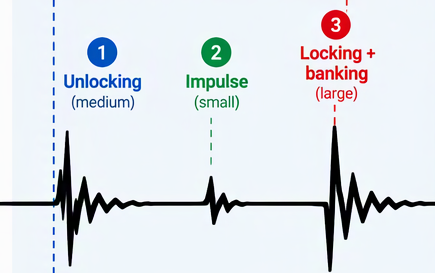 1
Unlocking
(medium)
2
Impulse
(small)
3
Locking +
banking
(large)